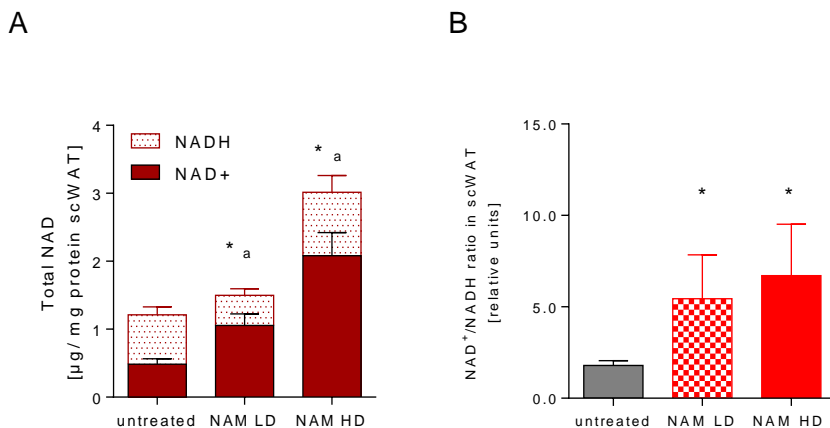 A
B
Total NAD
[µg/ mg protein scWAT]
4
3
2
1
0
NADH
NAD+
* a
* a
untreated
NAM LD
NAM HD
NAD+/NADH ratio in scWAT
[relative units]
15.0
10.0
5.0
0.0
*
*
untreated
NAM LD
NAM HD